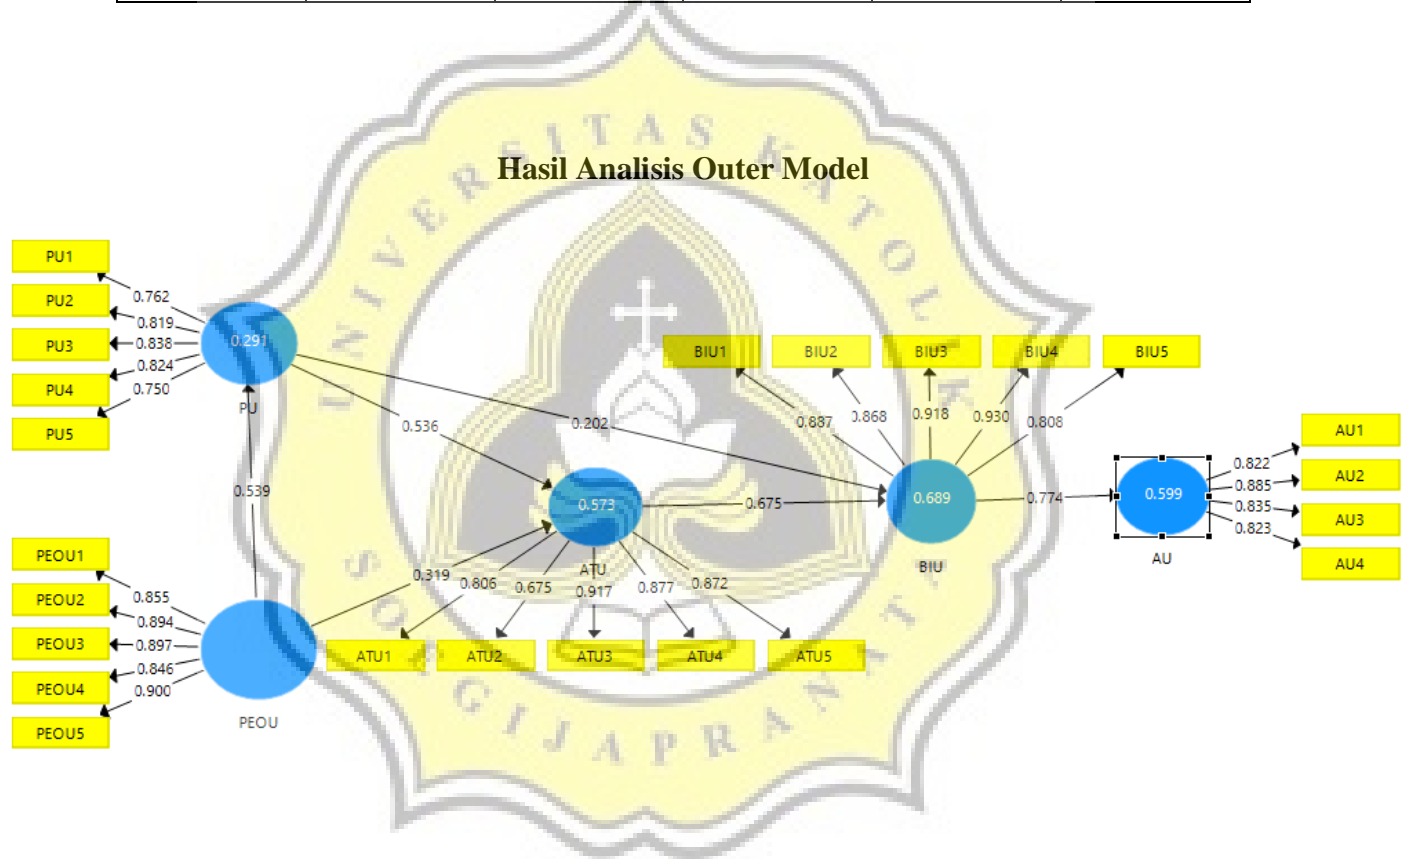 UNIVERSITAS KATOLIK
Hasil Analisis Outer Model
PU1
PU2
PU3
PU4
PU5
0.762
0.819
0.838
0.824
0.750
0.291
PU
0.539
0.536
0.202
PEOU1
PEOU2
PEOU3
PEOU4
PEOU5
0.855
0.894
0.897
0.846
0.900
PEOU
0.319
0.573
ATU
0.806
0.675
0.917
0.877
0.872
ATU1
ATU2
ATU3
ATU4
ATU5
0.675
BIU1
BIU2
BIU3
BIU4
BIU5
0.887
0.868
0.918
0.930
0.808
0.689
BIU
0.774
0.599
AU
0.822
0.885
0.835
0.823
AU1
AU2
AU3
AU4
SOEGIJAPRANATA